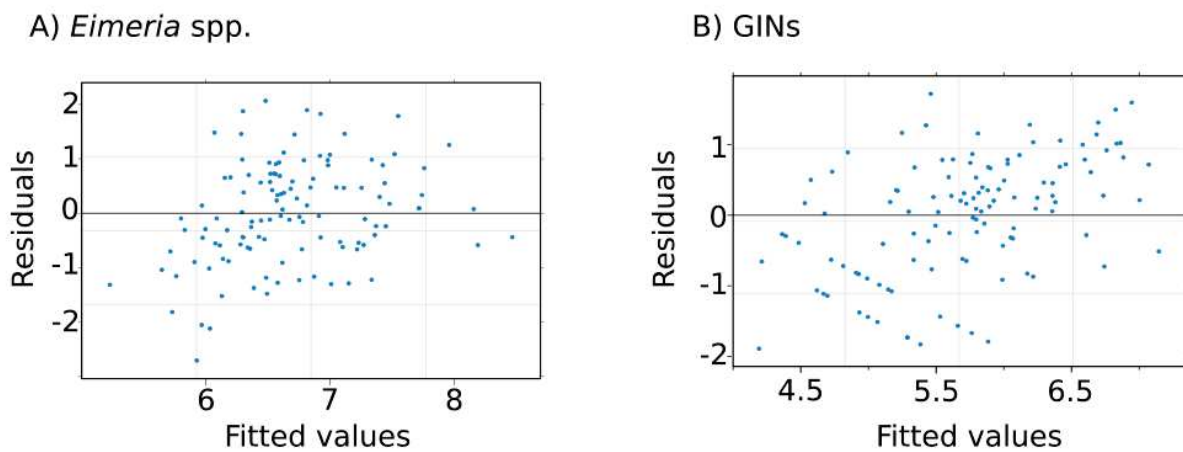 A) Eimeria spp.
B) GINs
Residuals
2
1
0
-1
-2
6
7
8
Fitted values
Residuals
1
0
-1
-2
4.5
5.5
6.5
Fitted values